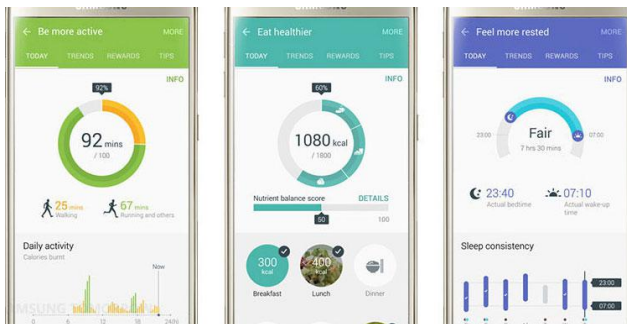 Be more active
MORE
TODAY
TRENDS
REWARDS
TIPS
INFO
92%
92 mins
/ 100
25 mins
Walking
67 mins
Running and others
Daily activity
Calories burnt
Now
0
6
12
24(h)
Eat healthier
MORE
TODAY
TRENDS
REWARDS
TIPS
INFO
60%
1080 kcal
/ 1800
Nutrient balance score
DETAILS
50
100
300
kcal
Breakfast
400
kcal
Lunch
Dinner
Feel more rested
MORE
TODAY
TRENDS
REWARDS
TIPS
INFO
23:00
Fair
07:00
7 hrs 30 mins
23:40
Actual bedtime
07:10
Actual wake-up
time
Sleep consistency
23:00
07:00